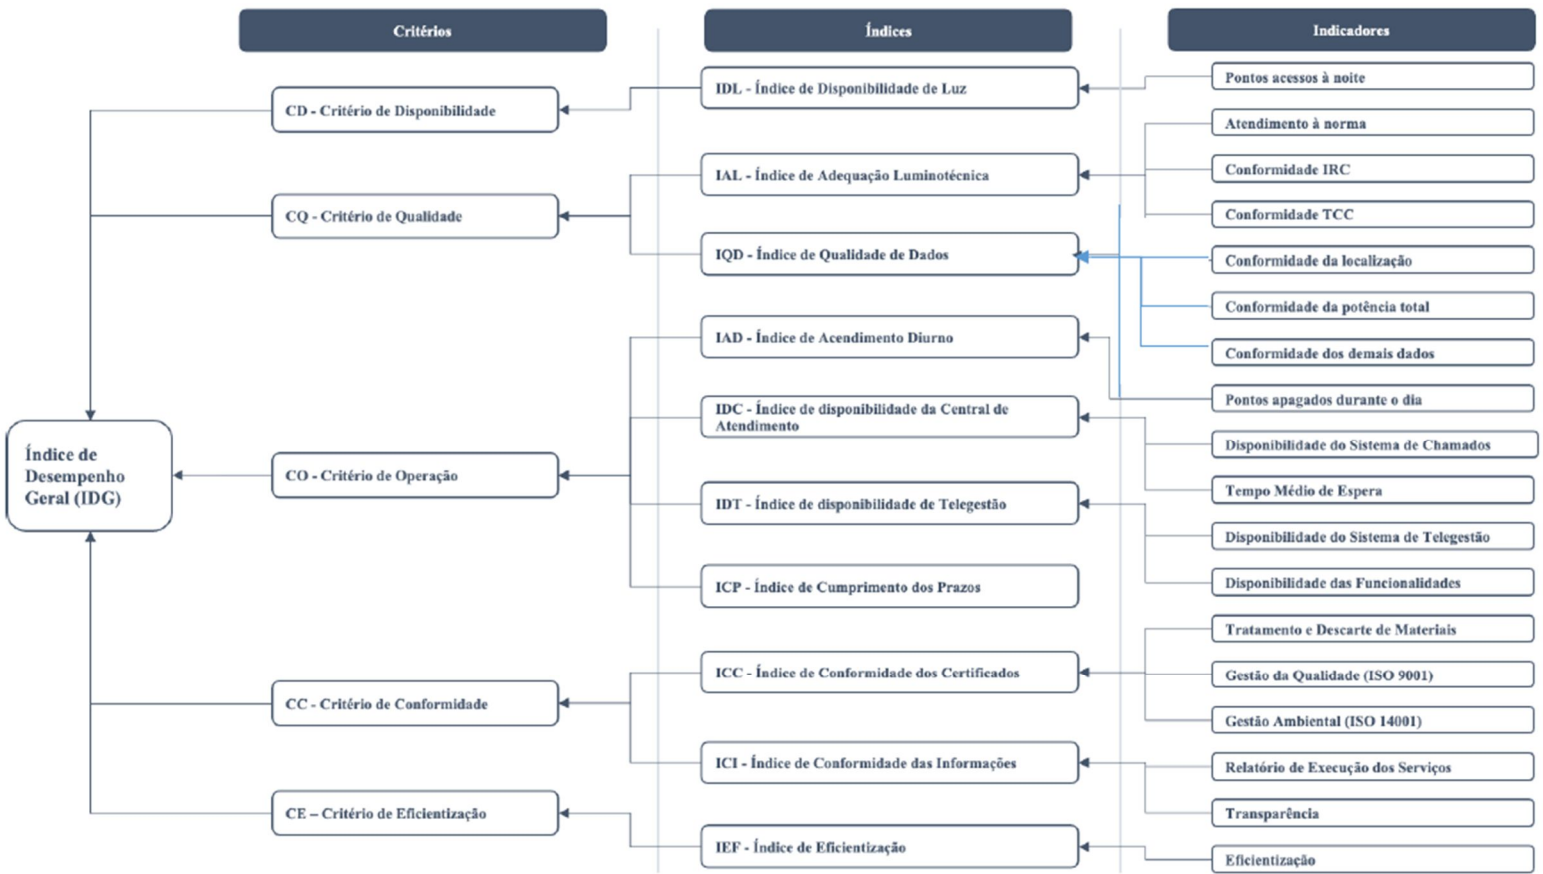 Critérios
Índices
Indicadores
Índice de
Desempenho
Geral (IDG)
CD - Critério de Disponibilidade
CQ - Critério de Qualidade
CO - Critério de Operação
CC - Critério de Conformidade
CE – Critério de Eficientização
IDL - Índice de Disponibilidade de Luz
IAL - Índice de Adequação Luminotécnica
IQD - Índice de Qualidade de Dados
IAD - Índice de Acendimento Diurno
IDC - Índice de disponibilidade da Central de
Atendimento
IDT - Índice de disponibilidade de Telegestão
ICP - Índice de Cumprimento dos Prazos
ICC - Índice de Conformidade dos Certificados
ICI - Índice de Conformidade das Informações
IEF - Índice de Eficientização
Pontos acessos à noite
Atendimento à norma
Conformidade IRC
Conformidade TCC
Conformidade da localização
Conformidade da potência total
Conformidade dos demais dados
Pontos apagados durante o dia
Disponibilidade do Sistema de Chamados
Tempo Médio de Espera
Disponibilidade do Sistema de Telegestão
Disponibilidade das Funcionalidades
Tratamento e Descarte de Materiais
Gestão da Qualidade (ISO 9001)
Gestão Ambiental (ISO 14001)
Relatório de Execução dos Serviços
Transparência
Eficientização